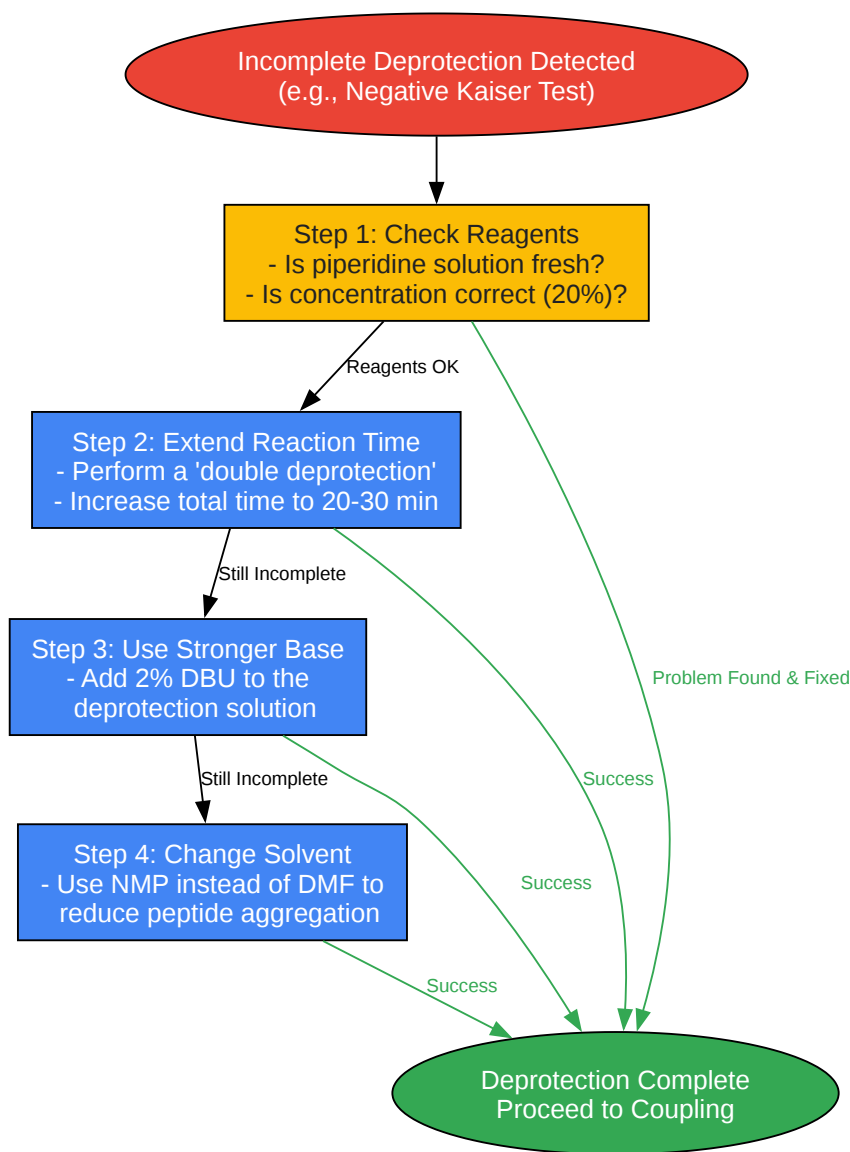 Incomplete Deprotection Detected
(e.g., Negative Kaiser Test)
Step 1: Check Reagents
- Is piperidine solution fresh?
- Is concentration correct (20%)?
Reagents OK
Step 2: Extend Reaction Time
- Perform a 'double deprotection'
- Increase total time to 20-30 min
Still Incomplete
Step 3: Use Stronger Base
- Add 2% DBU to the
deprotection solution
Problem Found & Fixed
Still Incomplete
Success
Step 4: Change Solvent
- Use NMP instead of DMF to
reduce peptide aggregation
Success
Success
Deprotection Complete
Proceed to Coupling